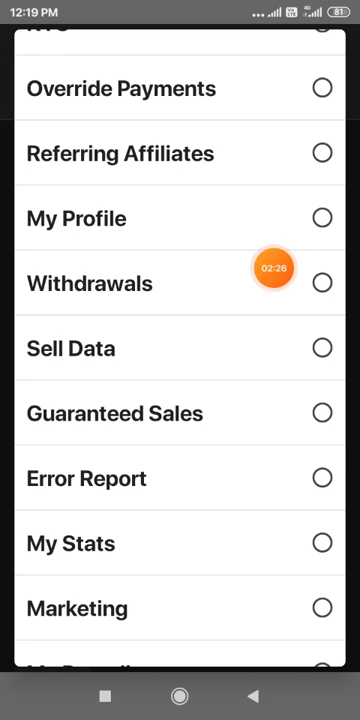 12:19 PM
4G
81
Override Payments
Referring Affiliates
My Profile
02:26
Withdrawals
Sell Data
Guaranteed Sales
Error Report
My Stats
Marketing